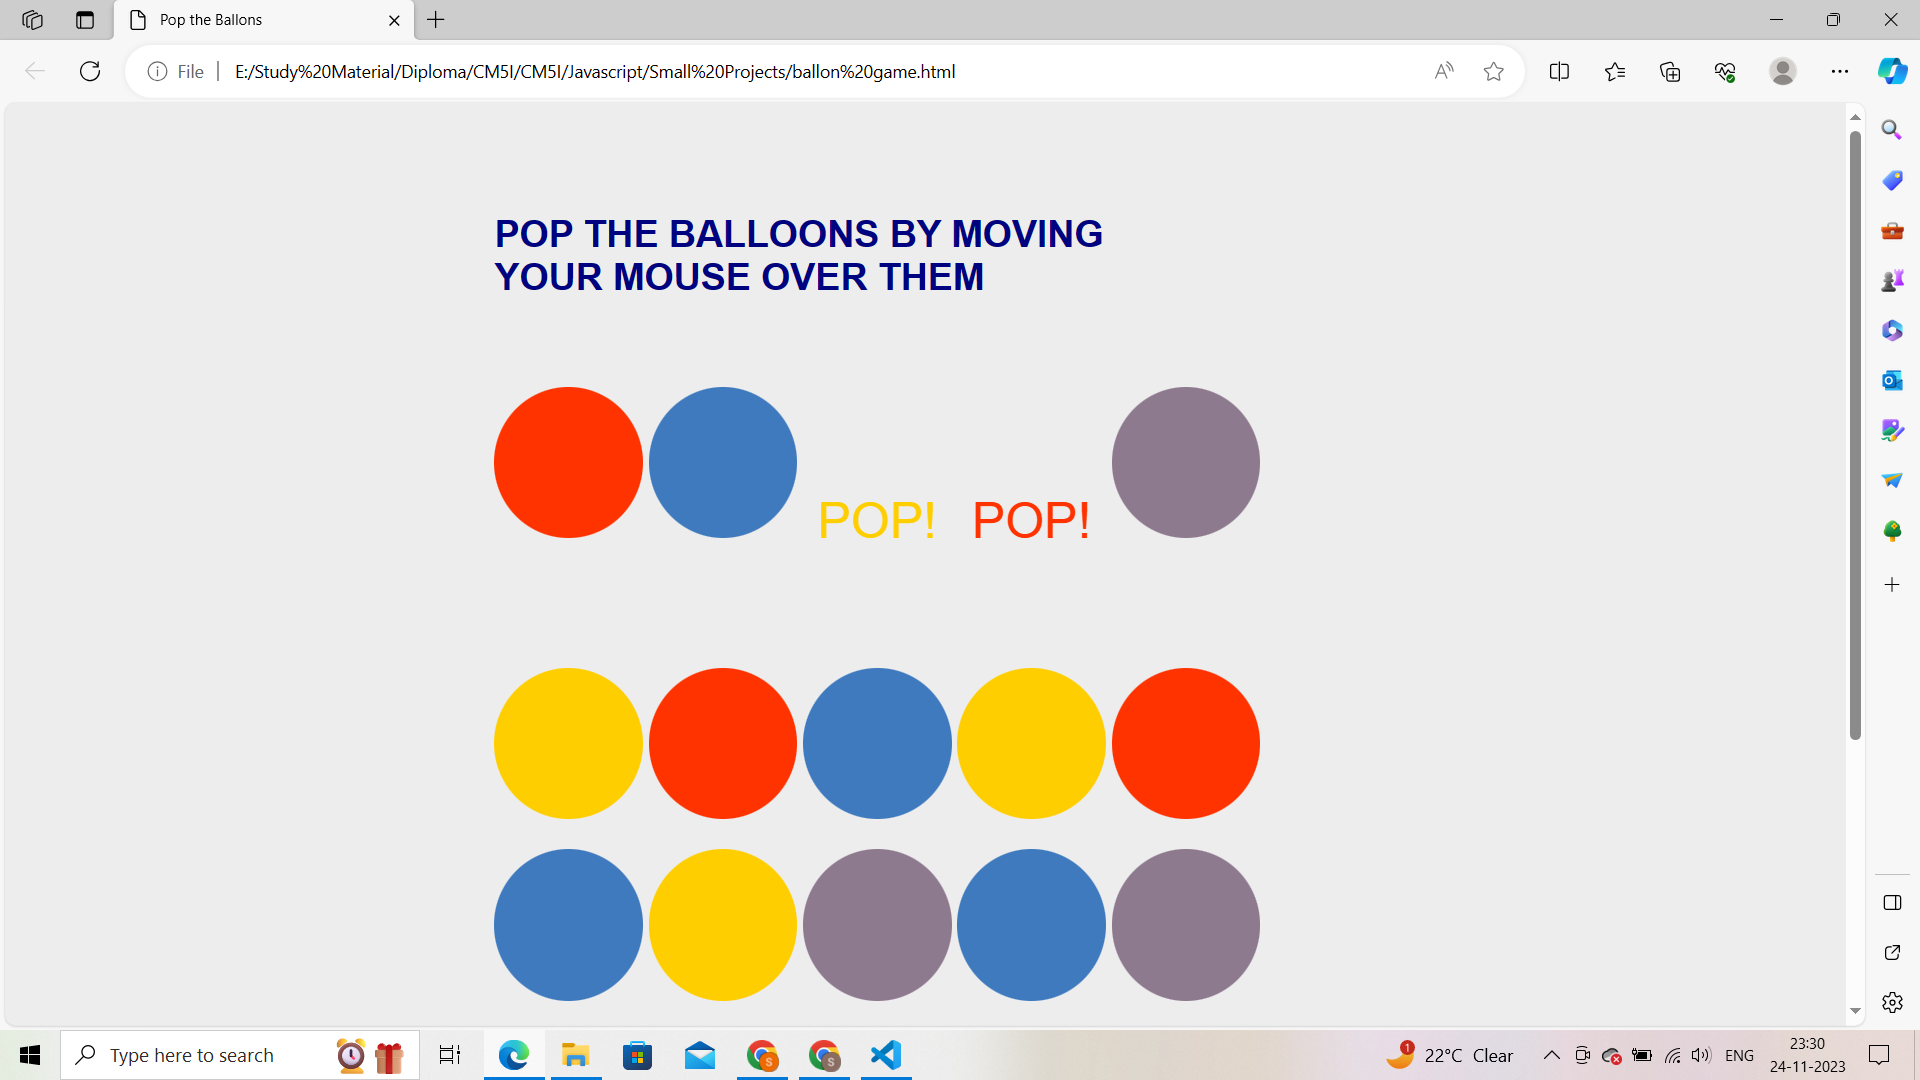 Pop the Ballons
File
E:/Study%20Material/Diploma/CM5I/CM5I/Javascript/Small%20Projects/ballon%20game.html
POP THE BALLOONS BY MOVING
YOUR MOUSE OVER THEM
POP! POP!
Type here to search
S
S
1
22°C Clear
ENG
23:30
24-11-2023